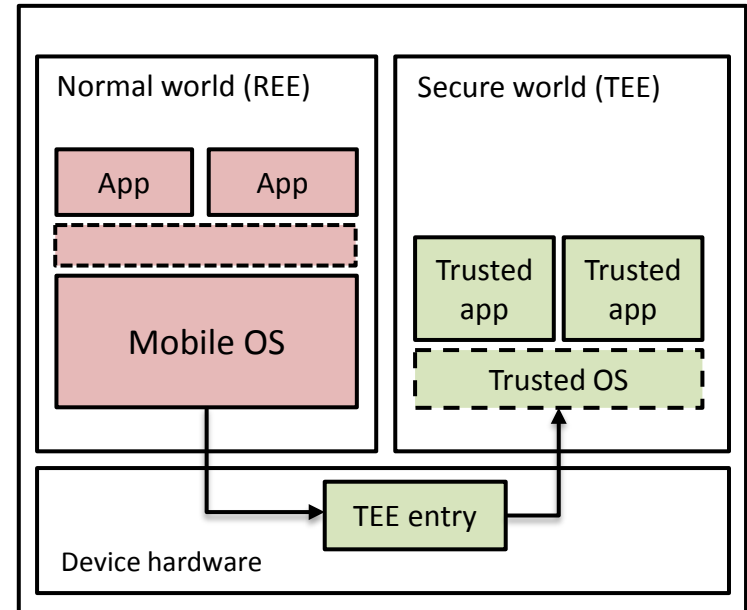 Normal world (REE)
App
App
Mobile OS
Secure world (TEE)
Trusted
app
Trusted
app
Trusted OS
TEE entry
Device hardware